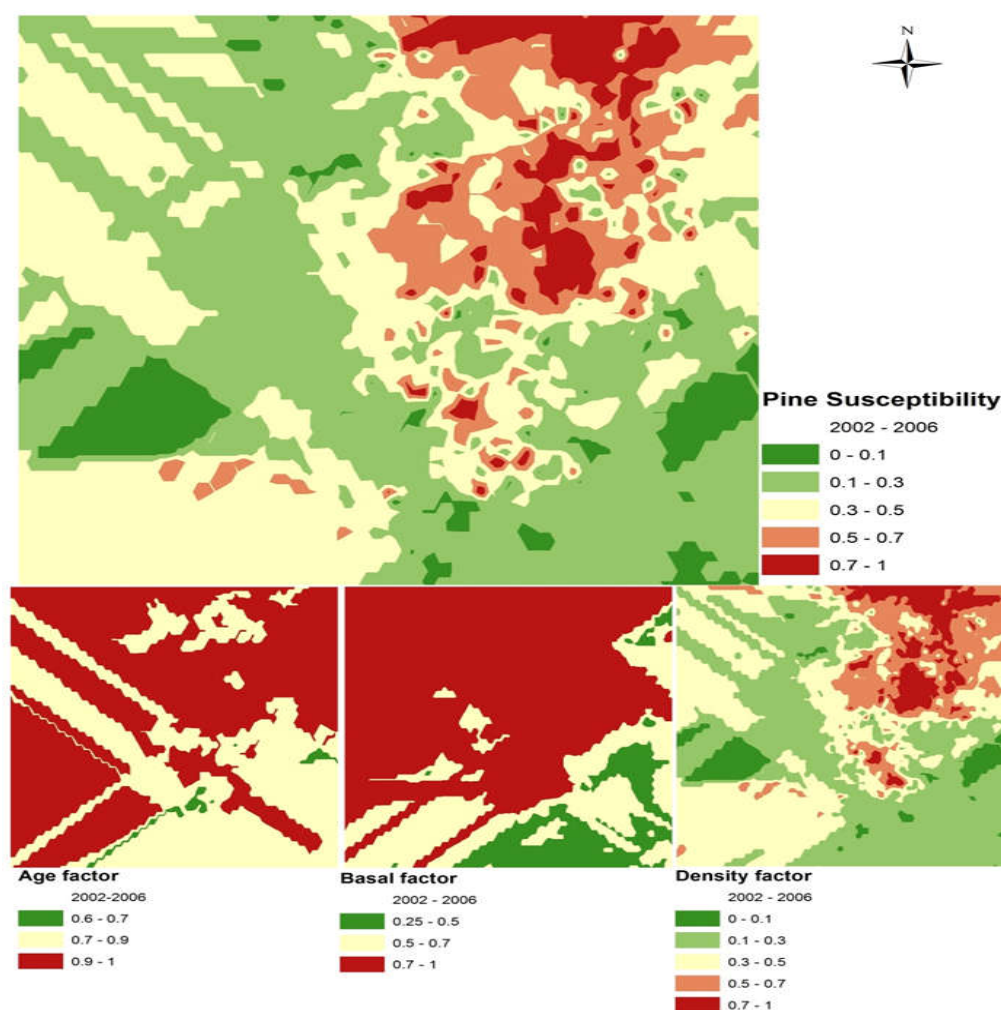 N
Pine Susceptibility
2002 - 2006
0 - 0.1
0.1 - 0.3
0.3 - 0.5
0.5 - 0.7
0.7 - 1
Age factor
2002-2006
0.6 - 0.7
0.7 - 0.9
0.9 - 1
Basal factor
2002 - 2006
0.25 - 0.5
0.5 - 0.7
0.7 - 1
Density factor
2002 - 2006
0 - 0.1
0.1 - 0.3
0.3 - 0.5
0.5 - 0.7
0.7 - 1